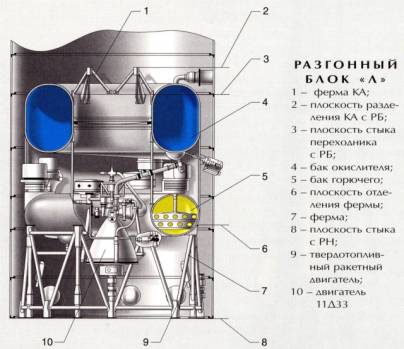 1
2
3
4
5
6
7
8
9
10
РАЗГОННЫЙ
БЛОК «Л»
1 – ферма КА;
2 – плоскость разде-
ления КА с РБ;
3 – плоскость стыка
переходника
с РБ;
4 – бак окислителя;
5 – бак горючего;
6 – плоскость отде-
ления фермы;
7 – ферма;
8 – плоскость стыка
с РН;
9 – твердотоплив-
ный ракетный
двигатель;
10 – двигатель
11Д33